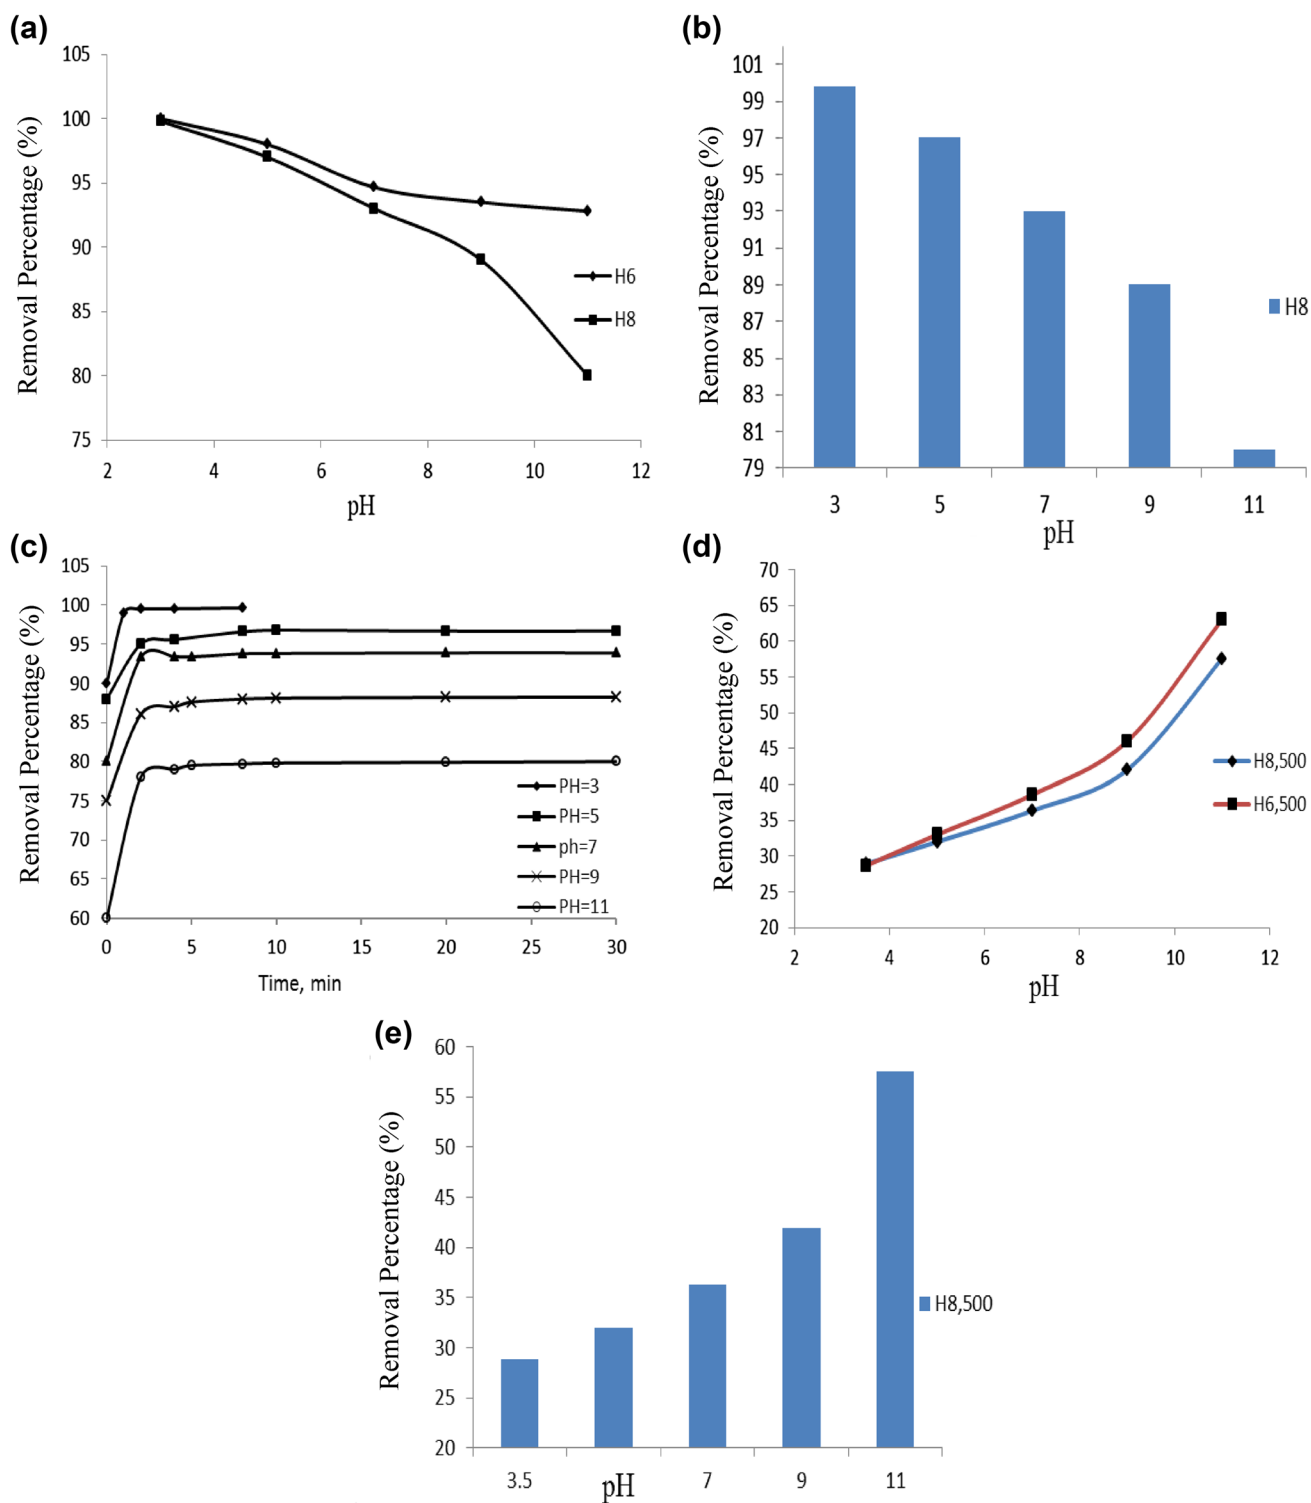 (a)
105
100
95
90
85
80
75
Removal Percentage (%)
2 4 6 8 10 12
pH
H6
H8
(b)
101
99
97
95
93
91
89
87
85
83
81
79
Removal Percentage (%)
3 5 7 9 11
pH
H8
(c)
105
100
95
90
85
80
75
70
65
60
Removal Percentage (%)
0 5 10 15 20 25 30
Time, min
PH=3
PH=5
ph=7
PH=9
PH=11
(d)
70
65
60
55
50
45
40
35
30
25
20
Removal Percentage (%)
2 4 6 8 10 12
pH
H8,500
H6,500
(e)
60
55
50
45
40
35
30
25
20
Removal Percentage (%)
3.5 pH 7 9 11
H8,500